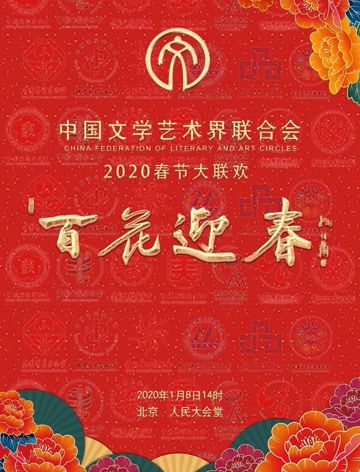 中国文学艺术界联合会
CHINA FEDERATION OF LITERARY AND ART CIRCLES
2020春节大联欢
百花迎春
2020年1月8日14时
北京 人民大会堂